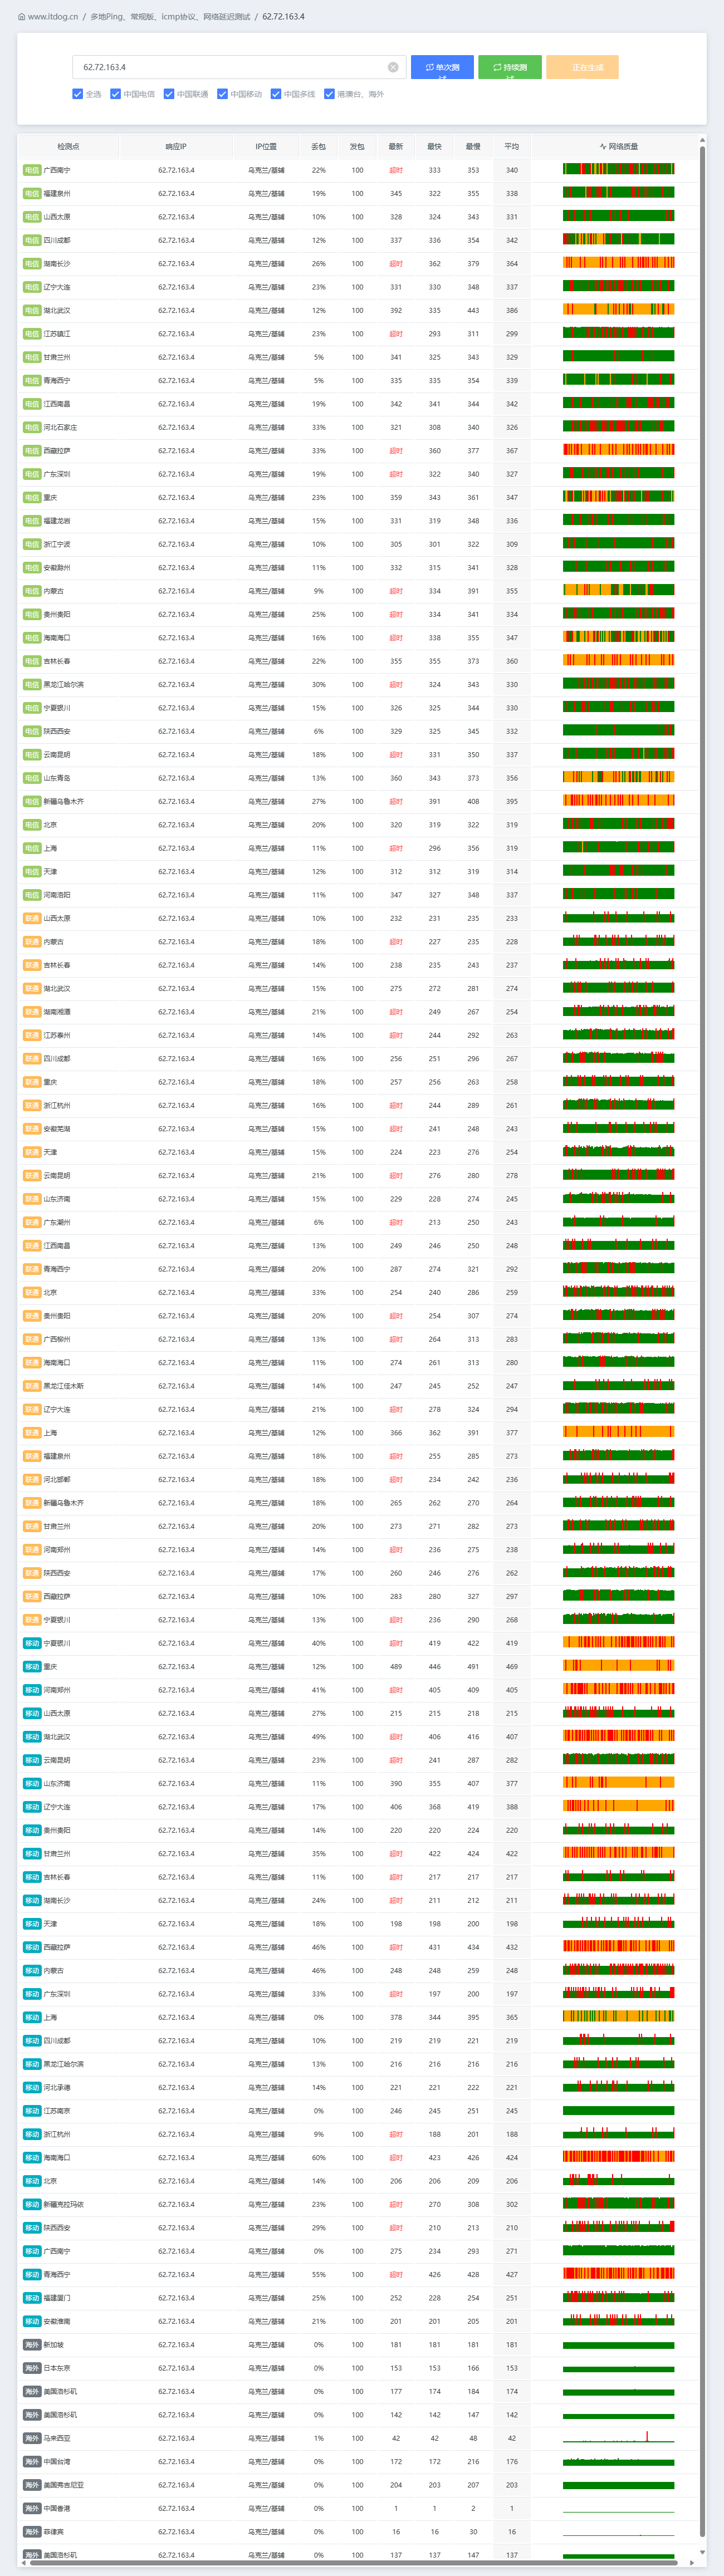 www.itdog.cn / 多地Ping、常规版、icmp协议、网络延迟测试 / 62.72.163.4
62.72.163.4 单次测试 持续测试 正在生成
全选 中国电信 中国联通 中国移动 中国多线 港澳台、海外
检测点 响应IP IP位置 丢包 发包 最新 最快 最慢 平均 网络质量
电信 广西南宁 62.72.163.4 乌克兰/基辅 22% 100 超时 333 353 340
电信 福建泉州 62.72.163.4 乌克兰/基辅 19% 100 345 322 355 338
电信 山西太原 62.72.163.4 乌克兰/基辅 10% 100 328 324 343 331
电信 四川成都 62.72.163.4 乌克兰/基辅 12% 100 337 336 354 342
电信 湖南长沙 62.72.163.4 乌克兰/基辅 26% 100 超时 362 379 364
电信 辽宁大连 62.72.163.4 乌克兰/基辅 23% 100 331 330 348 337
电信 湖北武汉 62.72.163.4 乌克兰/基辅 12% 100 392 335 443 386
电信 江苏镇江 62.72.163.4 乌克兰/基辅 23% 100 超时 293 311 299
电信 甘肃兰州 62.72.163.4 乌克兰/基辅 5% 100 341 325 343 329
电信 青海西宁 62.72.163.4 乌克兰/基辅 5% 100 335 335 354 339
电信 江西南昌 62.72.163.4 乌克兰/基辅 19% 100 342 341 344 342
电信 河北石家庄 62.72.163.4 乌克兰/基辅 33% 100 321 308 340 326
电信 西藏拉萨 62.72.163.4 乌克兰/基辅 33% 100 超时 360 377 367
电信 广东深圳 62.72.163.4 乌克兰/基辅 19% 100 超时 322 340 327
电信 重庆 62.72.163.4 乌克兰/基辅 23% 100 359 343 361 347
电信 福建龙岩 62.72.163.4 乌克兰/基辅 15% 100 331 319 348 336
电信 浙江宁波 62.72.163.4 乌克兰/基辅 10% 100 305 301 322 309
电信 安徽滁州 62.72.163.4 乌克兰/基辅 11% 100 332 315 341 328
电信 内蒙古 62.72.163.4 乌克兰/基辅 9% 100 超时 334 391 355
电信 贵州贵阳 62.72.163.4 乌克兰/基辅 25% 100 超时 334 341 334
电信 海南海口 62.72.163.4 乌克兰/基辅 16% 100 超时 338 355 347
电信 吉林长春 62.72.163.4 乌克兰/基辅 22% 100 355 355 373 360
电信 黑龙江哈尔滨 62.72.163.4 乌克兰/基辅 30% 100 超时 324 343 330
电信 宁夏银川 62.72.163.4 乌克兰/基辅 15% 100 326 325 344 330
电信 陕西西安 62.72.163.4 乌克兰/基辅 6% 100 329 325 345 332
电信 云南昆明 62.72.163.4 乌克兰/基辅 18% 100 超时 331 350 337
电信 山东青岛 62.72.163.4 乌克兰/基辅 13% 100 360 343 373 356
电信 新疆乌鲁木齐 62.72.163.4 乌克兰/基辅 27% 100 超时 391 408 395
电信 北京 62.72.163.4 乌克兰/基辅 20% 100 320 319 322 319
电信 上海 62.72.163.4 乌克兰/基辅 11% 100 超时 296 356 319
电信 天津 62.72.163.4 乌克兰/基辅 12% 100 312 312 319 314
电信 河南洛阳 62.72.163.4 乌克兰/基辅 11% 100 347 327 348 337
联通 山西太原 62.72.163.4 乌克兰/基辅 10% 100 232 231 235 233
联通 内蒙古 62.72.163.4 乌克兰/基辅 18% 100 超时 227 235 228
联通 吉林长春 62.72.163.4 乌克兰/基辅 14% 100 238 235 243 237
联通 湖北武汉 62.72.163.4 乌克兰/基辅 15% 100 275 272 281 274
联通 湖南湘潭 62.72.163.4 乌克兰/基辅 21% 100 超时 249 267 254
联通 江苏泰州 62.72.163.4 乌克兰/基辅 14% 100 超时 244 292 263
联通 四川成都 62.72.163.4 乌克兰/基辅 16% 100 256 251 296 267
联通 重庆 62.72.163.4 乌克兰/基辅 18% 100 257 256 263 258
联通 浙江杭州 62.72.163.4 乌克兰/基辅 16% 100 超时 244 289 261
联通 安徽芜湖 62.72.163.4 乌克兰/基辅 15% 100 超时 241 248 243
联通 天津 62.72.163.4 乌克兰/基辅 15% 100 224 223 276 254
联通 云南昆明 62.72.163.4 乌克兰/基辅 21% 100 超时 276 280 278
联通 山东济南 62.72.163.4 乌克兰/基辅 15% 100 229 228 274 245
联通 广东潮州 62.72.163.4 乌克兰/基辅 6% 100 超时 213 250 243
联通 江西南昌 62.72.163.4 乌克兰/基辅 13% 100 249 246 250 248
联通 青海西宁 62.72.163.4 乌克兰/基辅 20% 100 287 274 321 292
联通 北京 62.72.163.4 乌克兰/基辅 33% 100 254 240 286 259
联通 贵州贵阳 62.72.163.4 乌克兰/基辅 20% 100 超时 254 307 274
联通 广西柳州 62.72.163.4 乌克兰/基辅 13% 100 超时 264 313 283
联通 海南海口 62.72.163.4 乌克兰/基辅 11% 100 274 261 313 280
联通 黑龙江佳木斯 62.72.163.4 乌克兰/基辅 14% 100 247 245 252 247
联通 辽宁大连 62.72.163.4 乌克兰/基辅 21% 100 超时 278 324 294
联通 上海 62.72.163.4 乌克兰/基辅 12% 100 366 362 391 377
联通 福建泉州 62.72.163.4 乌克兰/基辅 18% 100 超时 255 285 273
联通 河北邯郸 62.72.163.4 乌克兰/基辅 18% 100 超时 234 242 236
联通 新疆乌鲁木齐 62.72.163.4 乌克兰/基辅 18% 100 265 262 270 264
联通 甘肃兰州 62.72.163.4 乌克兰/基辅 20% 100 273 271 282 273
联通 河南郑州 62.72.163.4 乌克兰/基辅 14% 100 超时 236 275 238
联通 陕西西安 62.72.163.4 乌克兰/基辅 17% 100 260 246 276 262
联通 西藏拉萨 62.72.163.4 乌克兰/基辅 10% 100 283 280 327 297
联通 宁夏银川 62.72.163.4 乌克兰/基辅 13% 100 超时 236 290 268
移动 宁夏银川 62.72.163.4 乌克兰/基辅 40% 100 超时 419 422 419
移动 重庆 62.72.163.4 乌克兰/基辅 12% 100 489 446 491 469
移动 河南郑州 62.72.163.4 乌克兰/基辅 41% 100 超时 405 409 405
移动 山西太原 62.72.163.4 乌克兰/基辅 27% 100 215 215 218 215
移动 湖北武汉 62.72.163.4 乌克兰/基辅 49% 100 超时 406 416 407
移动 云南昆明 62.72.163.4 乌克兰/基辅 23% 100 超时 241 287 282
移动 山东济南 62.72.163.4 乌克兰/基辅 11% 100 390 355 407 377
移动 辽宁大连 62.72.163.4 乌克兰/基辅 17% 100 406 368 419 388
移动 贵州贵阳 62.72.163.4 乌克兰/基辅 14% 100 220 220 224 220
移动 甘肃兰州 62.72.163.4 乌克兰/基辅 35% 100 超时 422 424 422
移动 吉林长春 62.72.163.4 乌克兰/基辅 11% 100 超时 217 217 217
移动 湖南长沙 62.72.163.4 乌克兰/基辅 24% 100 超时 211 212 211
移动 天津 62.72.163.4 乌克兰/基辅 18% 100 198 198 200 198
移动 西藏拉萨 62.72.163.4 乌克兰/基辅 46% 100 超时 431 434 432
移动 内蒙古 62.72.163.4 乌克兰/基辅 46% 100 248 248 259 248
移动 广东深圳 62.72.163.4 乌克兰/基辅 33% 100 超时 197 200 197
移动 上海 62.72.163.4 乌克兰/基辅 0% 100 378 344 395 365
移动 四川成都 62.72.163.4 乌克兰/基辅 10% 100 219 219 221 219
移动 黑龙江哈尔滨 62.72.163.4 乌克兰/基辅 13% 100 216 216 216 216
移动 河北承德 62.72.163.4 乌克兰/基辅 14% 100 221 221 222 221
移动 江苏南京 62.72.163.4 乌克兰/基辅 0% 100 246 245 251 245
移动 浙江杭州 62.72.163.4 乌克兰/基辅 9% 100 超时 188 201 188
移动 海南海口 62.72.163.4 乌克兰/基辅 60% 100 超时 423 426 424
移动 北京 62.72.163.4 乌克兰/基辅 14% 100 206 206 209 206
移动 新疆克拉玛依 62.72.163.4 乌克兰/基辅 23% 100 超时 270 308 302
移动 陕西西安 62.72.163.4 乌克兰/基辅 29% 100 超时 210 213 210
移动 广西南宁 62.72.163.4 乌克兰/基辅 0% 100 275 234 293 271
移动 青海西宁 62.72.163.4 乌克兰/基辅 55% 100 超时 426 428 427
移动 福建厦门 62.72.163.4 乌克兰/基辅 25% 100 252 228 254 251
移动 安徽淮南 62.72.163.4 乌克兰/基辅 21% 100 201 201 205 201
海外 新加坡 62.72.163.4 乌克兰/基辅 0% 100 181 181 181 181
海外 日本东京 62.72.163.4 乌克兰/基辅 0% 100 153 153 166 153
海外 美国洛杉矶 62.72.163.4 乌克兰/基辅 0% 100 177 174 184 174
海外 美国洛杉矶 62.72.163.4 乌克兰/基辅 0% 100 142 142 147 142
海外 马来西亚 62.72.163.4 乌克兰/基辅 1% 100 42 42 48 42
海外 中国台湾 62.72.163.4 乌克兰/基辅 0% 100 172 172 216 176
海外 美国弗吉尼亚 62.72.163.4 乌克兰/基辅 0% 100 204 203 207 203
海外 中国香港 62.72.163.4 乌克兰/基辅 0% 100 1 1 2 1
海外 菲律宾 62.72.163.4 乌克兰/基辅 0% 100 16 16 30 16
海外 美国洛杉矶 62.72.163.4 乌克兰/基辅 0% 100 137 137 147 137